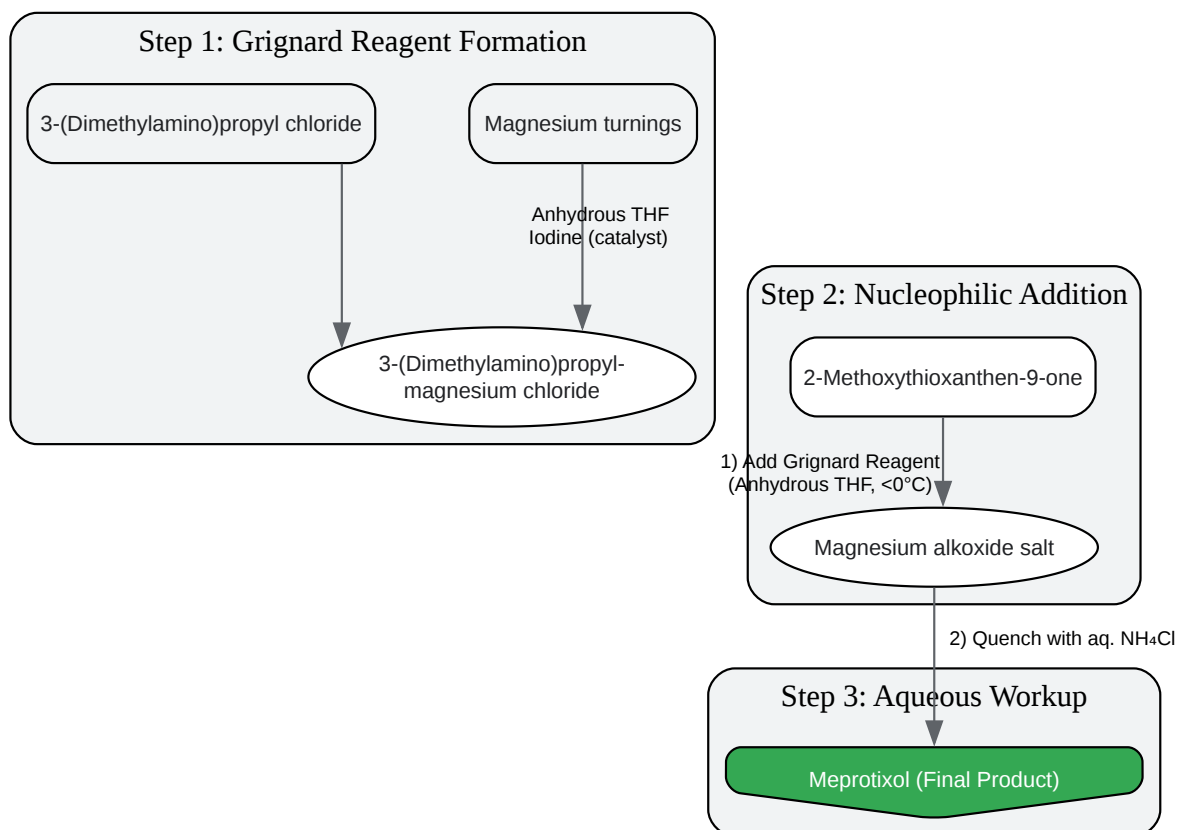 Step 1: Grignard Reagent Formation
3-(Dimethylamino)propyl chloride
Magnesium turnings
Anhydrous THF
Iodine (catalyst)
3-(Dimethylamino)propyl-
magnesium chloride
Step 2: Nucleophilic Addition
2-Methoxythioxanthen-9-one
1) Add Grignard Reagent
(Anhydrous THF, <0°C)
Magnesium alkoxide salt
2) Quench with aq. NH₄Cl
Step 3: Aqueous Workup
Meprotixol (Final Product)